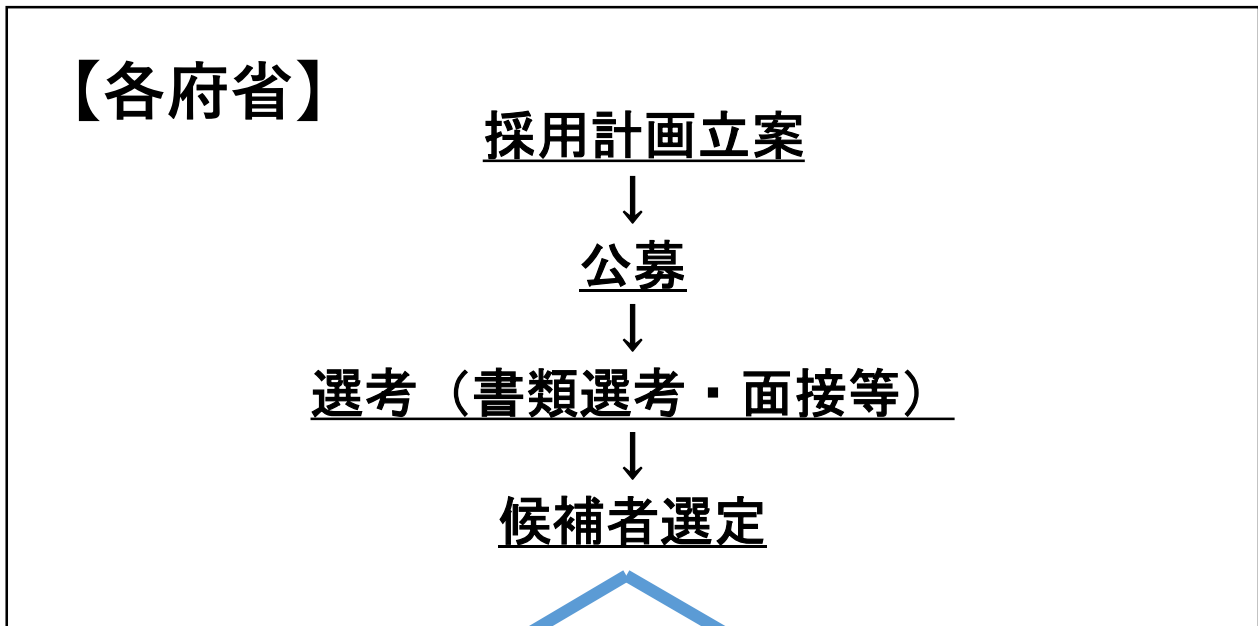 【各府省】
採用計画立案
↓
公募
↓
選考（書類選考・面接等）
↓
候補者選定